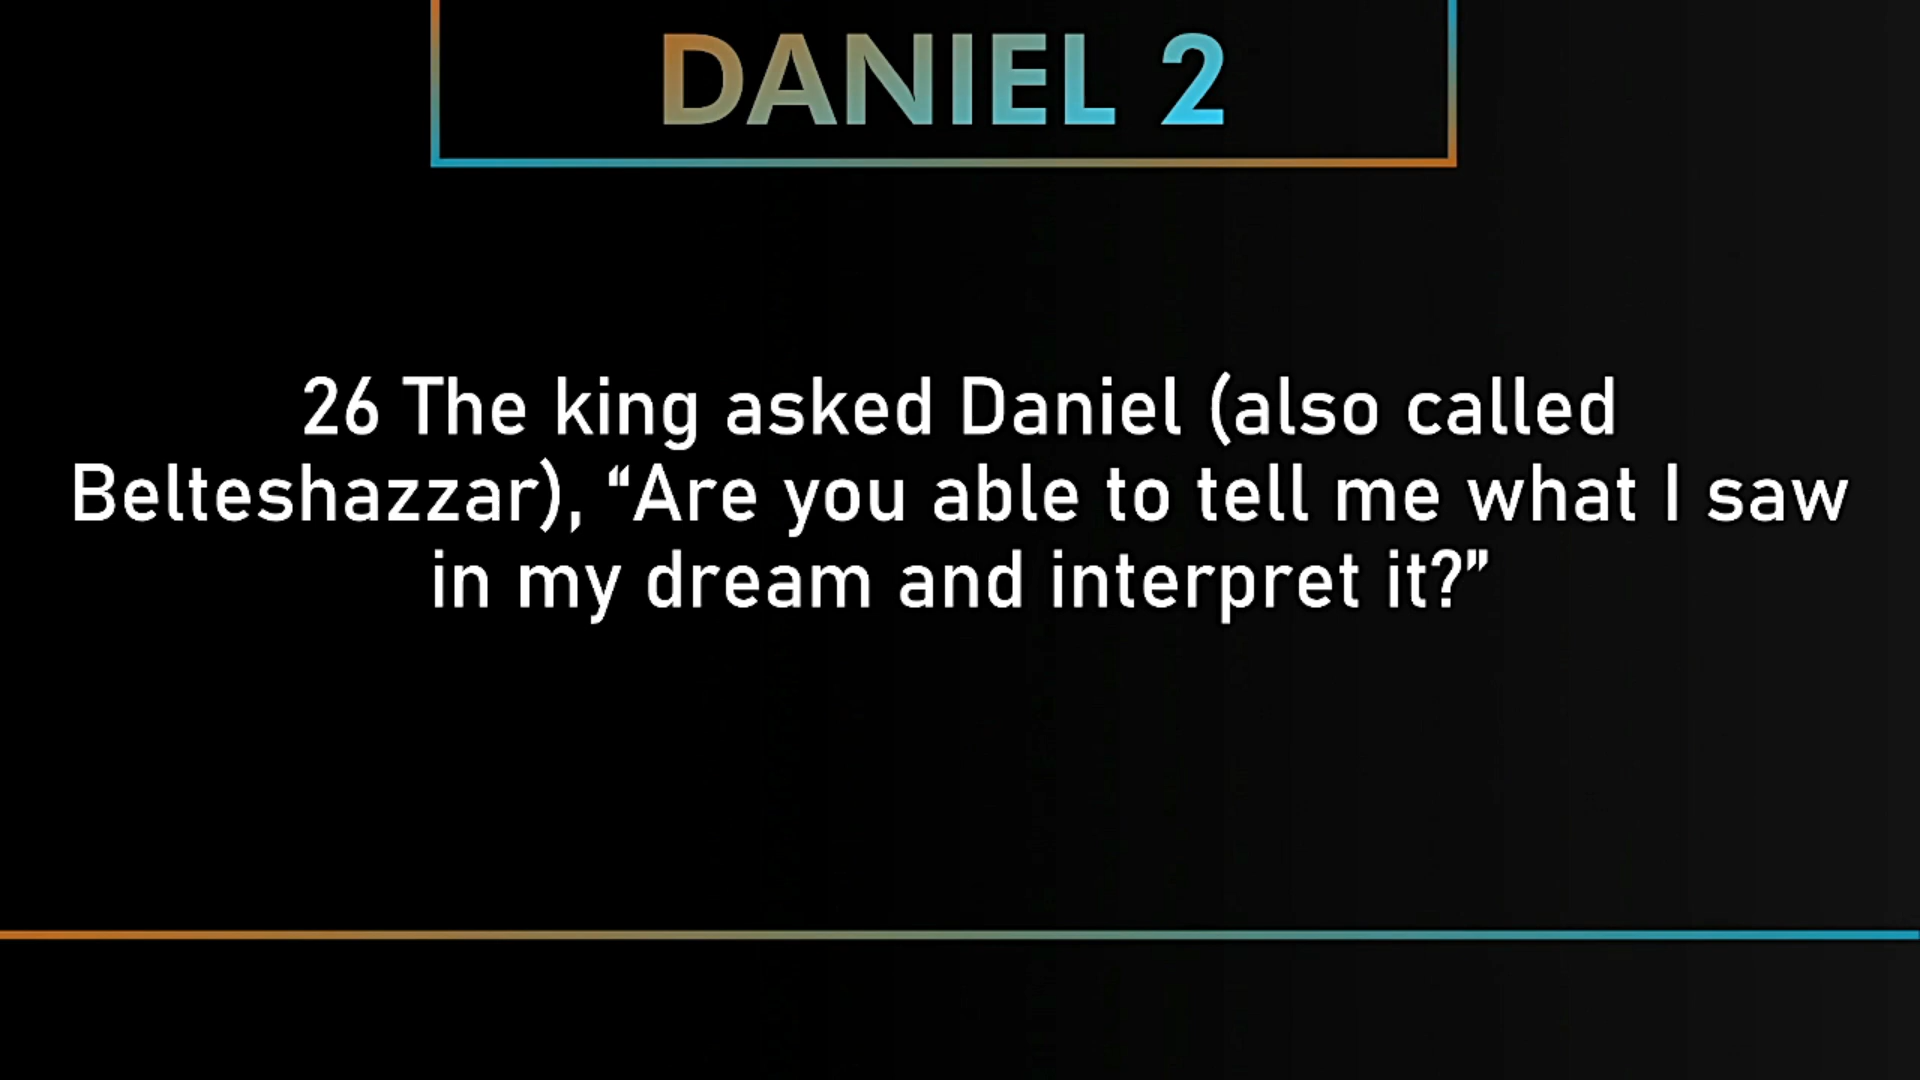 DANIEL 2
26 The king asked Daniel (also called
Belteshazzar), “Are you able to tell me what I saw
in my dream and interpret it?”